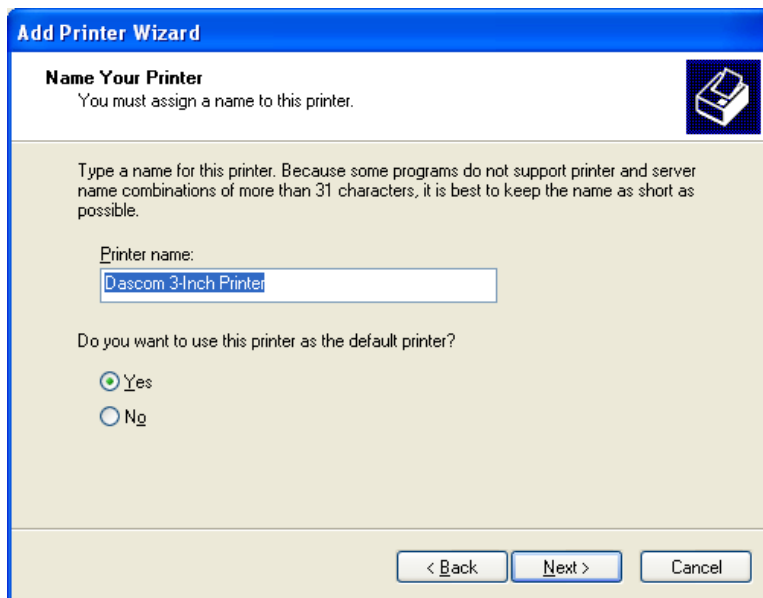 Add Printer Wizard
Name Your Printer
You must assign a name to this printer.
Type a name for this printer. Because some programs do not support printer and server
name combinations of more than 31 characters, it is best to keep the name as short as
possible.
Printer name:
Dascom 3-Inch Printer
Do you want to use this printer as the default printer?
Yes
No
< Back
Next >
Cancel